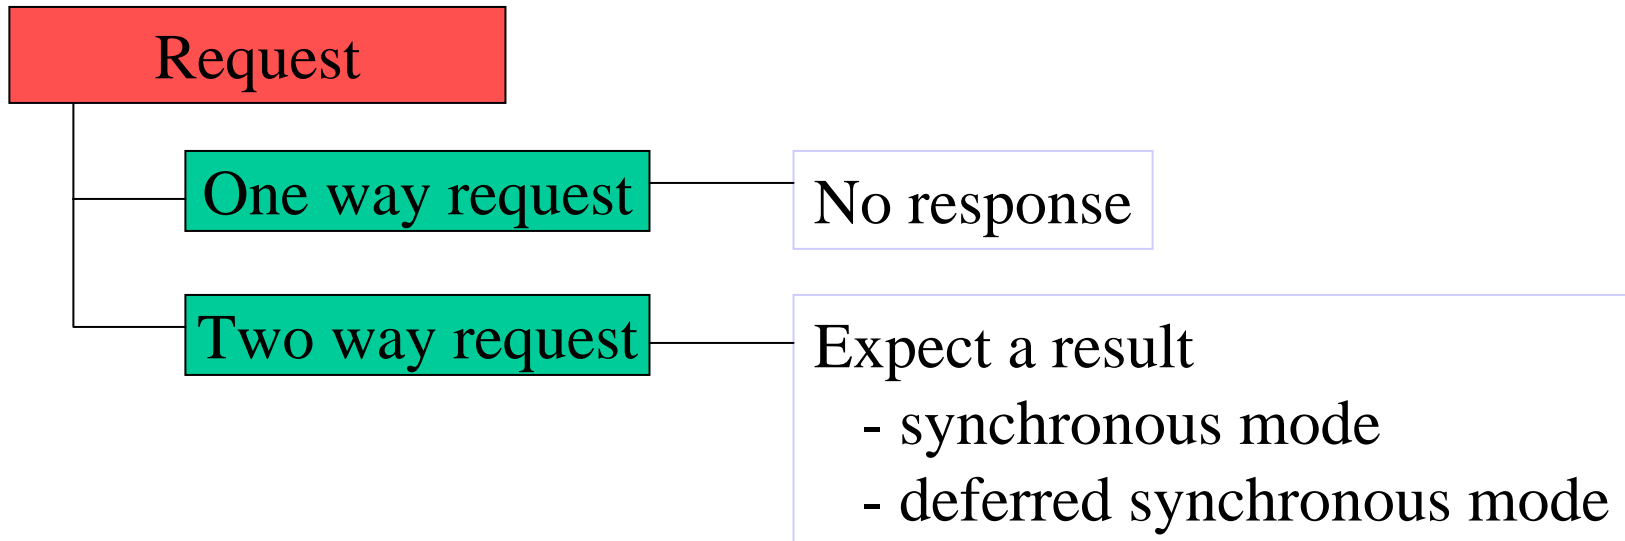 Request
One way request
No response
Two way request
Expect a result
- synchronous mode
- deferred synchronous mode